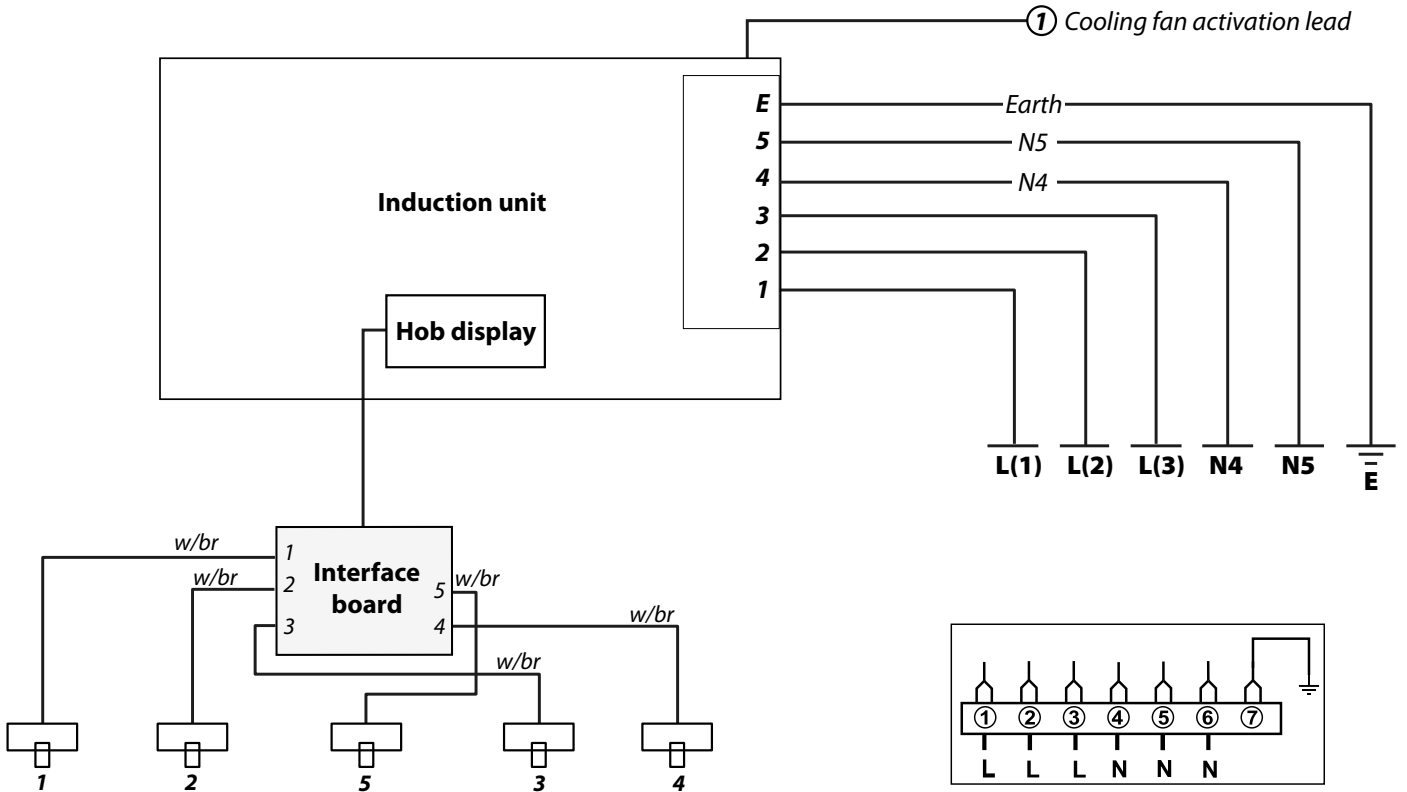 1 Cooling fan activation lead
E Earth
5 N5
4 N4
3
2
1
Induction unit
Hob display
L(1) L(2) L(3) N4 N5 E
w/br
1
w/br
2
3
Interface
board
5 w/br
4
w/br
w/br
1 2 5 3 4
1 2 3 4 5 6 7
L L L N N N